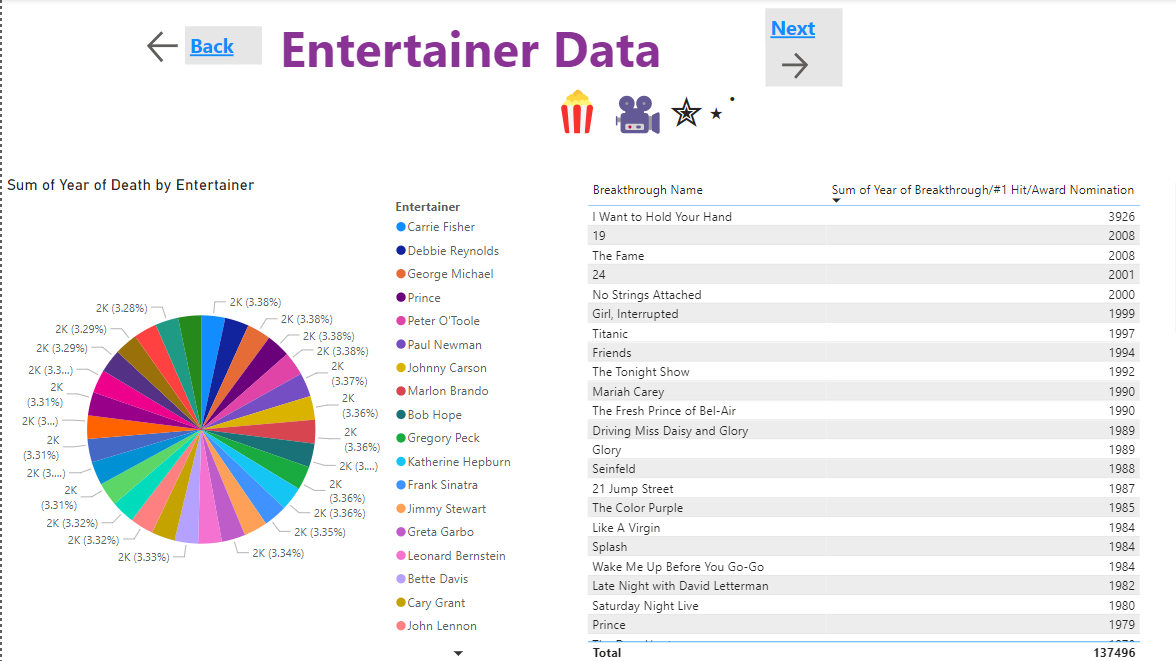 Back
Entertainer Data
Next
Sum of Year of Death by Entertainer
2K (3.28%)
2K (3.29%)
2K (3.29%)
2K (3.3...)
2K
(3.31%)
2K (3...)
2K
(3.31%)
2K (3....)
2K
(3.31%)
2K (3.32%)
2K (3.32%)
2K (3.33%)
2K (3.38%)
2K (3.38%)
2K (3.38%)
2K (3.38%)
2K
(3.37%)
2K
(3.36%)
2K
(3.36%)
2K (3....)
2K
(3.36%)
2K (3.36%)
2K (3.35%)
2K (3.34%)
Entertainer
Carrie Fisher
Debbie Reynolds
George Michael
Prince
Peter O'Toole
Paul Newman
Johnny Carson
Marlon Brando
Bob Hope
Gregory Peck
Katherine Hepburn
Frank Sinatra
Jimmy Stewart
Greta Garbo
Leonard Bernstein
Bette Davis
Cary Grant
John Lennon
Breakthrough Name Sum of Year of Breakthrough/#1 Hit/Award Nomination
I Want to Hold Your Hand 3926
19 2008
The Fame 2008
24 2001
No Strings Attached 2000
Girl, Interrupted 1999
Titanic 1997
Friends 1994
The Tonight Show 1992
Mariah Carey 1990
The Fresh Prince of Bel-Air 1990
Driving Miss Daisy and Glory 1989
Glory 1989
Seinfeld 1988
21 Jump Street 1987
The Color Purple 1985
Like A Virgin 1984
Splash 1984
Wake Me Up Before You Go-Go 1984
Late Night with David Letterman 1982
Saturday Night Live 1980
Prince 1979
Total 137496